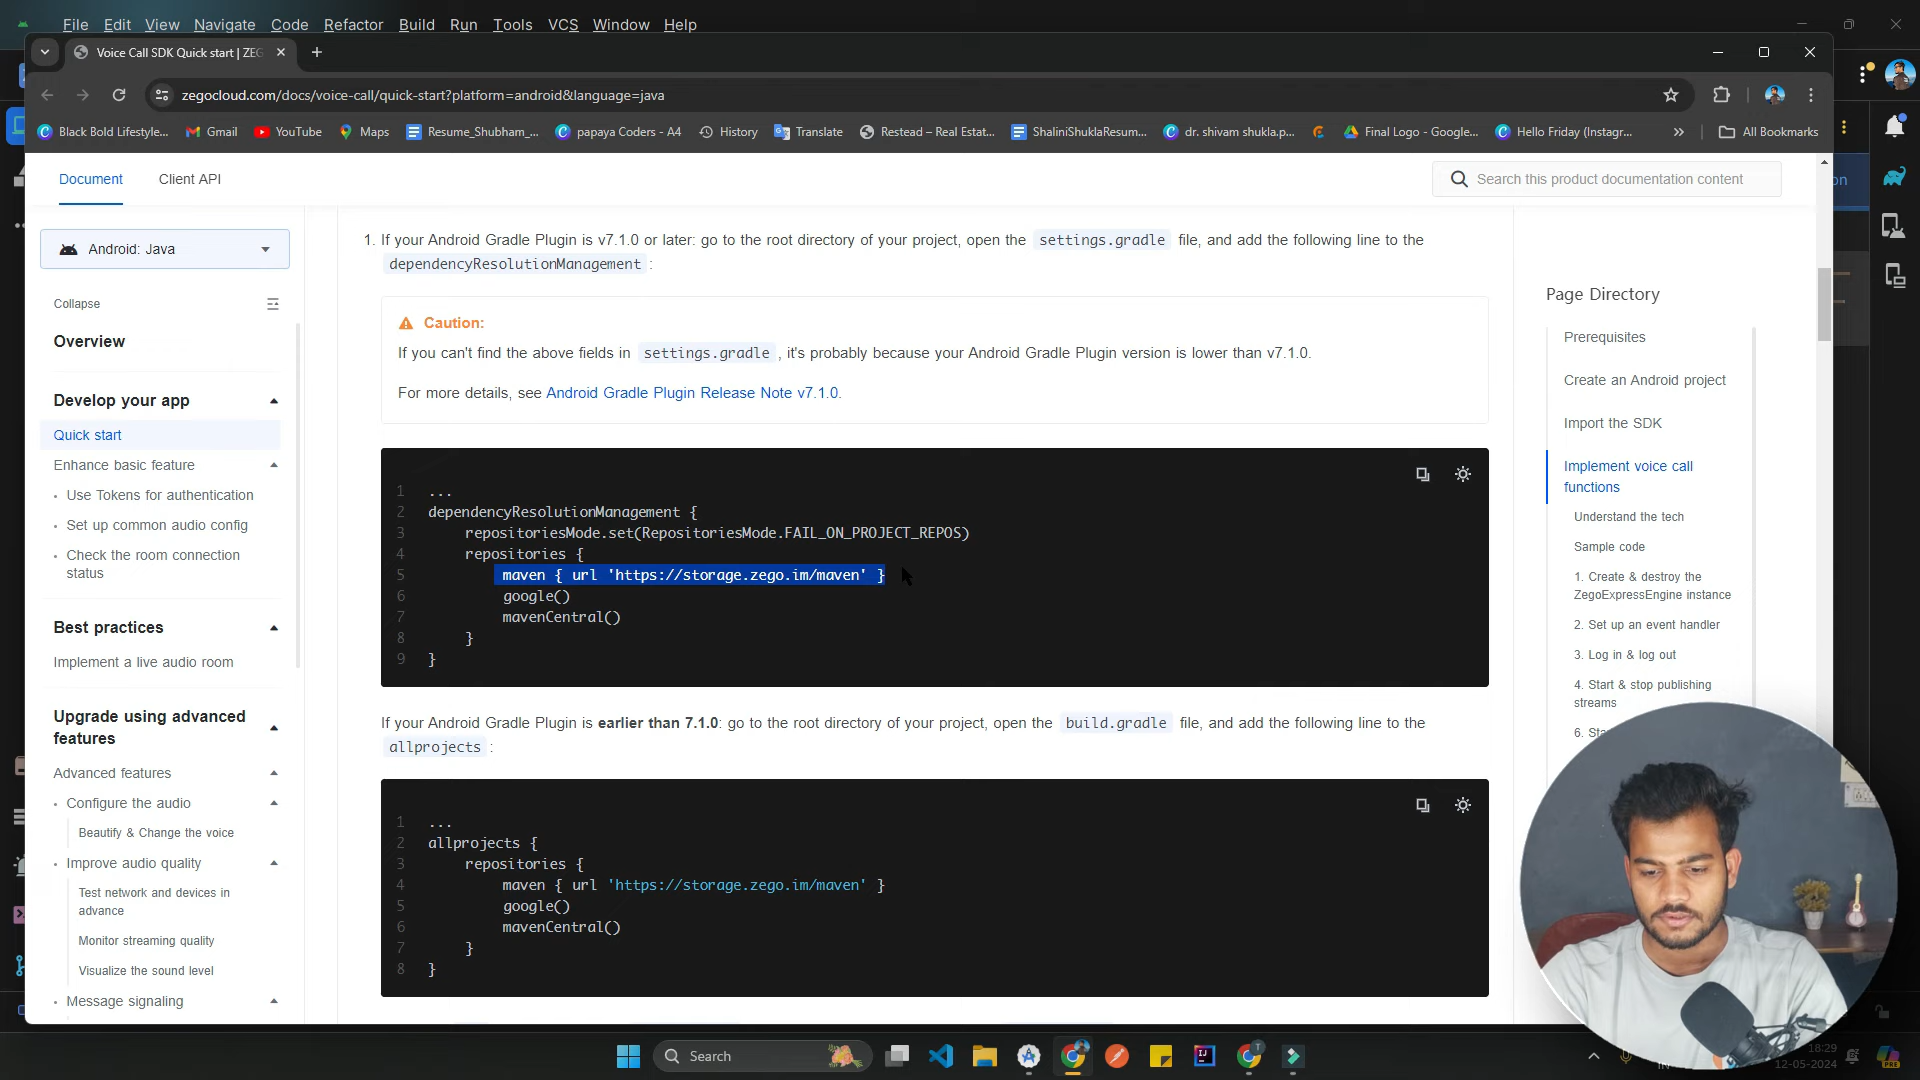 File Edit View Navigate Code Refactor Build Run Tools VCS Window Help
Voice Call SDK Quick start | ZEG
zegocloud.com/docs/voice-call/quick-start?platform=android&language=java
Black Bold Lifestyle... Gmail YouTube Maps Resume_Shubham_... papaya Coders - A4 History Translate Restead – Real Estat... ShaliniShuklaResum... dr. shivam shukla.p... Final Logo - Google... Hello Friday (Instagr... » All Bookmarks
Document Client API
Search this product documentation content
Android: Java
Collapse
Overview
Develop your app
Quick start
Enhance basic feature
Use Tokens for authentication
Set up common audio config
Check the room connection
status
Best practices
Implement a live audio room
Upgrade using advanced
features
Advanced features
Configure the audio
Beautify & Change the voice
Improve audio quality
Test network and devices in
advance
Monitor streaming quality
Visualize the sound level
Message signaling
1. If your Android Gradle Plugin is v7.1.0 or later: go to the root directory of your project, open the settings.gradle file, and add the following line to the
dependencyResolutionManagement :
Caution:
If you can't find the above fields in settings.gradle , it's probably because your Android Gradle Plugin version is lower than v7.1.0.
For more details, see Android Gradle Plugin Release Note v7.1.0.
1 ...
2 dependencyResolutionManagement {
3 repositoriesMode.set(RepositoriesMode.FAIL_ON_PROJECT_REPOS)
4 repositories {
5 maven { url 'https://storage.zego.im/maven' }
6 google()
7 mavenCentral()
8 }
9 }
If your Android Gradle Plugin is earlier than 7.1.0: go to the root directory of your project, open the build.gradle file, and add the following line to the
allprojects :
1 ...
2 allprojects {
3 repositories {
4 maven { url 'https://storage.zego.im/maven' }
5 google()
6 mavenCentral()
7 }
8 }
Page Directory
Prerequisites
Create an Android project
Import the SDK
Implement voice call
functions
Understand the tech
Sample code
1. Create & destroy the
ZegoExpressEngine instance
2. Set up an event handler
3. Log in & log out
4. Start & stop publishing
streams
Search
18:29
12-05-2024